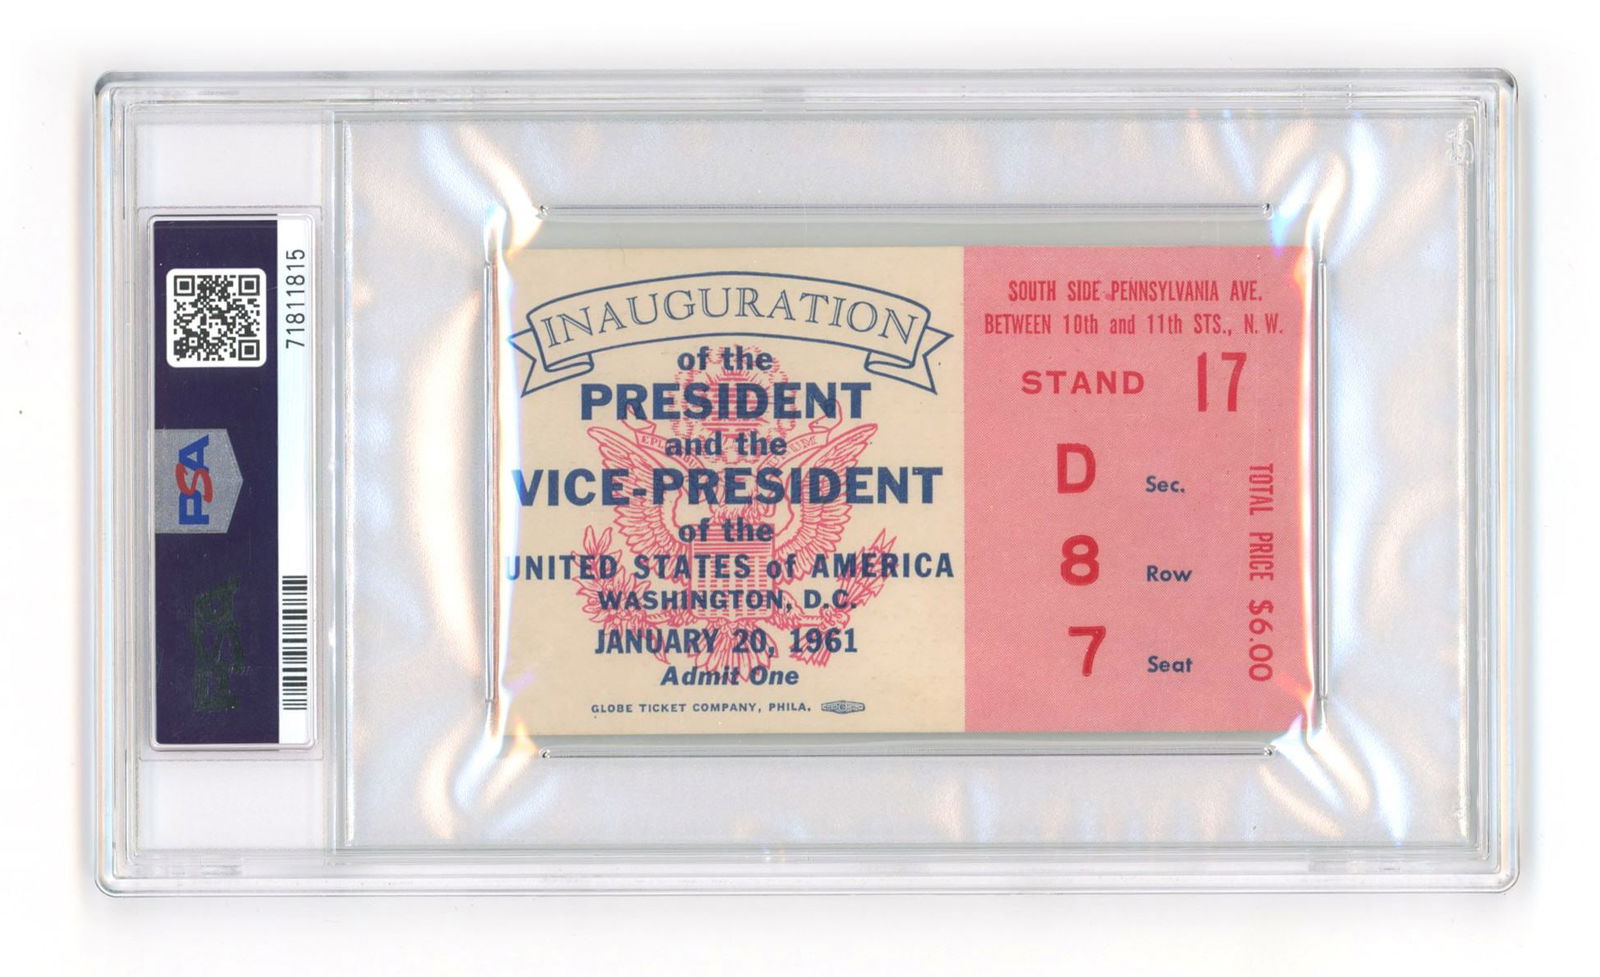 71811815
PSA
INAUGURATION
of the
PRESIDENT
and the
VICE-PRESIDENT
of the
UNITED STATES of AMERICA
WASHINGTON, D.C.
JANUARY 20, 1961
Admit One
GLOBE TICKET COMPANY, PHILA.
SOUTH SIDE PENNSYLVANIA AVE.
BETWEEN 10th and 11th STS., N. W.
STAND 17
D Sec.
8 Row
7 Seat
TOTAL PRICE $6.00